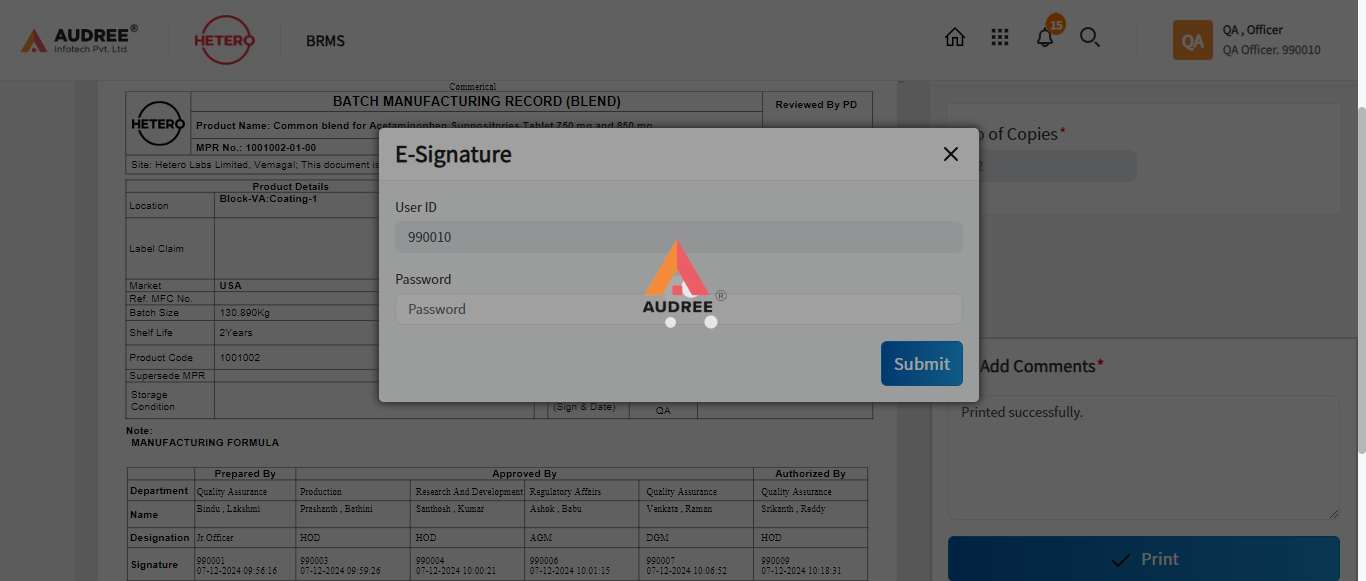 AUDREE®
Infotech Pvt. Ltd.
HETERO
BRMS
15
QA
QA , Officer
QA Officer. 990010
Commerical
HETERO
BATCH MANUFACTURING RECORD (BLEND)
Reviewed By PD
Product Name: Common blend for Acetaminophen Suppositories Tablet 750 mg and 850 mg
MPR No.: 1001002-01-00
Site: Hetero Labs Limited, Vemagal; This document is
Product Details
Location
Block-VA:Coating-1
Label Claim
Market
USA
Ref. MFC No.
Batch Size
130.890Kg
Shelf Life
2Years
Product Code
1001002
Supersede MPR
Storage
Condition
(Sign & Date)
QA
Note:
MANUFACTURING FORMULA
Prepared By
Approved By
Authorized By
Department
Quality Assurance
Production
Research And Development
Regulatory Affairs
Quality Assurance
Quality Assurance
Name
Bindu , Lakshmi
Prashanth , Bathini
Santhosh , Kumar
Ashok , Babu
Venkata , Raman
Srikanth , Reddy
Designation
Jr.Officer
HOD
HOD
AGM
DGM
HOD
Signature
990001
07-12-2024 09:56:16
990003
07-12-2024 09:59:26
990004
07-12-2024 10:00:21
990006
07-12-2024 10:01:15
990007
07-12-2024 10:06:52
990009
07-12-2024 10:18:31
E-Signature
User ID
990010
Password
Password
AUDREE®
Submit
o of Copies*
2
Add Comments*
Printed successfully.
Print